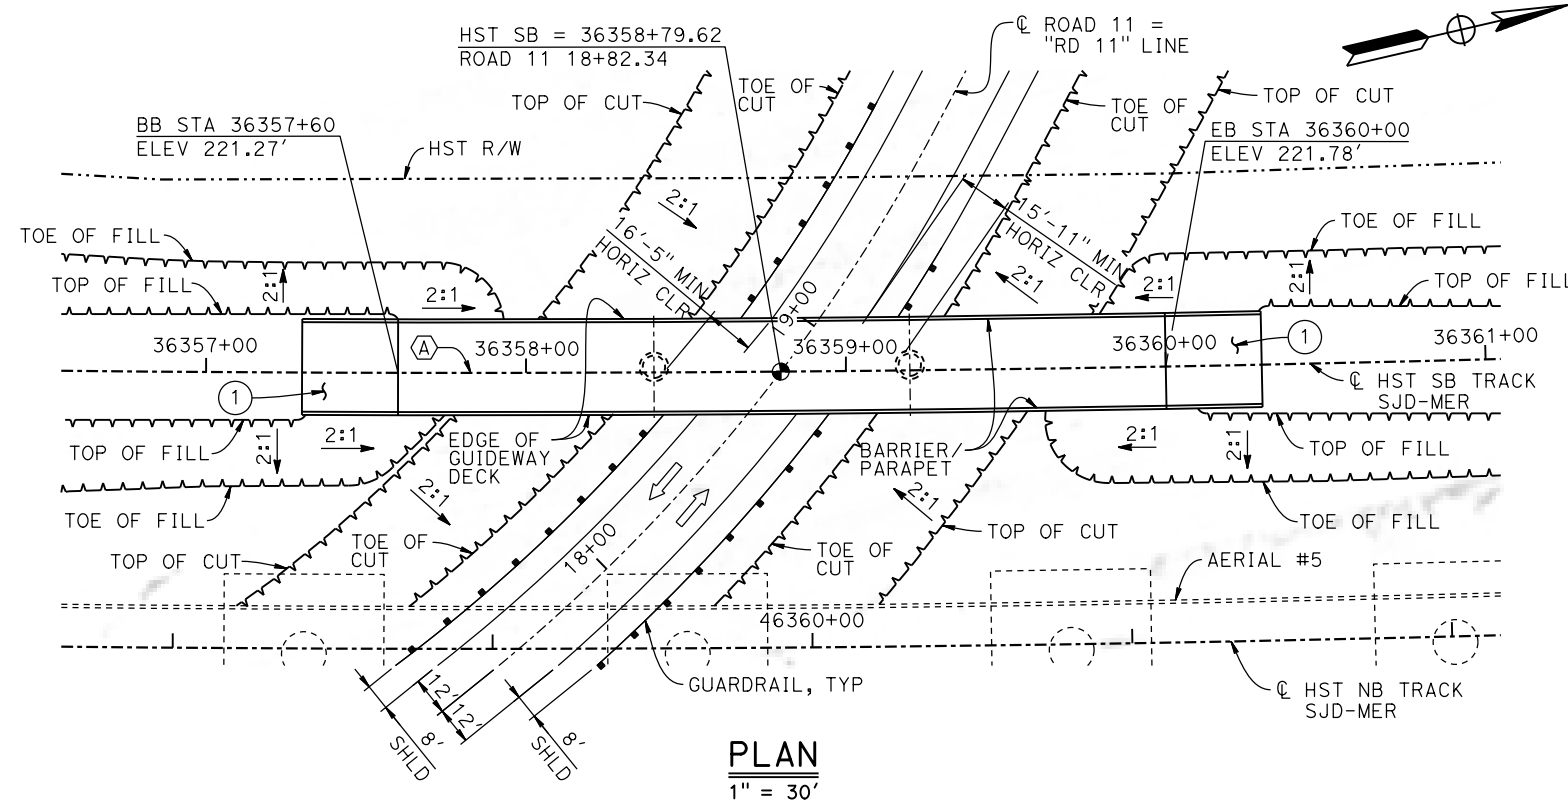 HST SB = 36358+79.62
ROAD 11 18+82.34
℄ ROAD 11 =
"RD 11" LINE
TOP OF CUT
TOE OF
CUT
TOE OF
CUT
TOP OF CUT
BB STA 36357+60
ELEV 221.27'
HST R/W
EB STA 36360+00
ELEV 221.78'
2:1
16'-5" MIN
HORIZ CLR
15'-11" MIN
HORIZ CLR
2:1
TOE OF FILL
TOP OF FILL
2:1
2:1
TOE OF FILL
TOP OF FILL
2:1
2:1
19+00
36357+00
A
36358+00
36359+00
36360+00
1
36361+00
1
℄ HST SB TRACK
SJD-MER
TOP OF FILL
2:1
2:1
TOE OF FILL
EDGE OF
GUIDEWAY
DECK
BARRIER/
PARAPET
2:1
2:1
TOP OF FILL
TOE OF FILL
2:1
2:1
TOP OF CUT
TOE OF
CUT
18+00
TOE OF
CUT
TOP OF CUT
AERIAL #5
46360+00
GUARDRAIL, TYP
℄ HST NB TRACK
SJD-MER
12'
12'
8'
SHLD
8'
SHLD
PLAN
1" = 30'